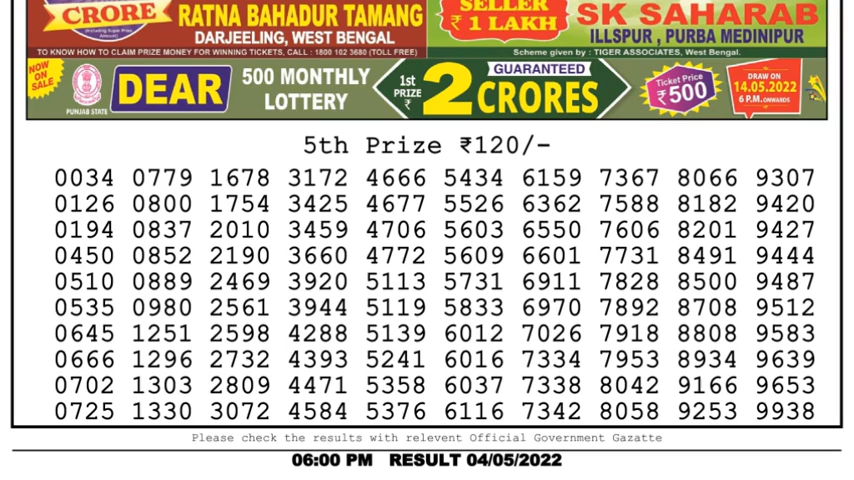 CRORE
RATNA BAHADUR TAMANG
DARJEELING, WEST BENGAL
TO KNOW HOW TO CLAIM PRIZE MONEY FOR WINNING TICKETS, CALL : 1800 102 3680 (TOLL FREE)
SELLER
₹ 1 LAKH
SK SAHARAB
ILLSPUR , PURBA MEDINIPUR
Scheme given by : TIGER ASSOCIATES, West Bengal.
NOW
ON
SALE
PUNJAB STATE
DEAR
500 MONTHLY
LOTTERY
1st
PRIZE
₹
2
GUARANTEED
CRORES
Ticket Price
₹500
DRAW ON
14.05.2022
6 P.M. ONWARDS
5th Prize ₹120/-
0034 0779 1678 3172 4666 5434 6159 7367 8066 9307
0126 0800 1754 3425 4677 5526 6362 7588 8182 9420
0194 0837 2010 3459 4706 5603 6550 7606 8201 9427
0450 0852 2190 3660 4772 5609 6601 7731 8491 9444
0510 0889 2469 3920 5113 5731 6911 7828 8500 9487
0535 0980 2561 3944 5119 5833 6970 7892 8708 9512
0645 1251 2598 4288 5139 6012 7026 7918 8808 9583
0666 1296 2732 4393 5241 6016 7334 7953 8934 9639
0702 1303 2809 4471 5358 6037 7338 8042 9166 9653
0725 1330 3072 4584 5376 6116 7342 8058 9253 9938
Please check the results with relevent Official Government Gazatte
06:00 PM RESULT 04/05/2022